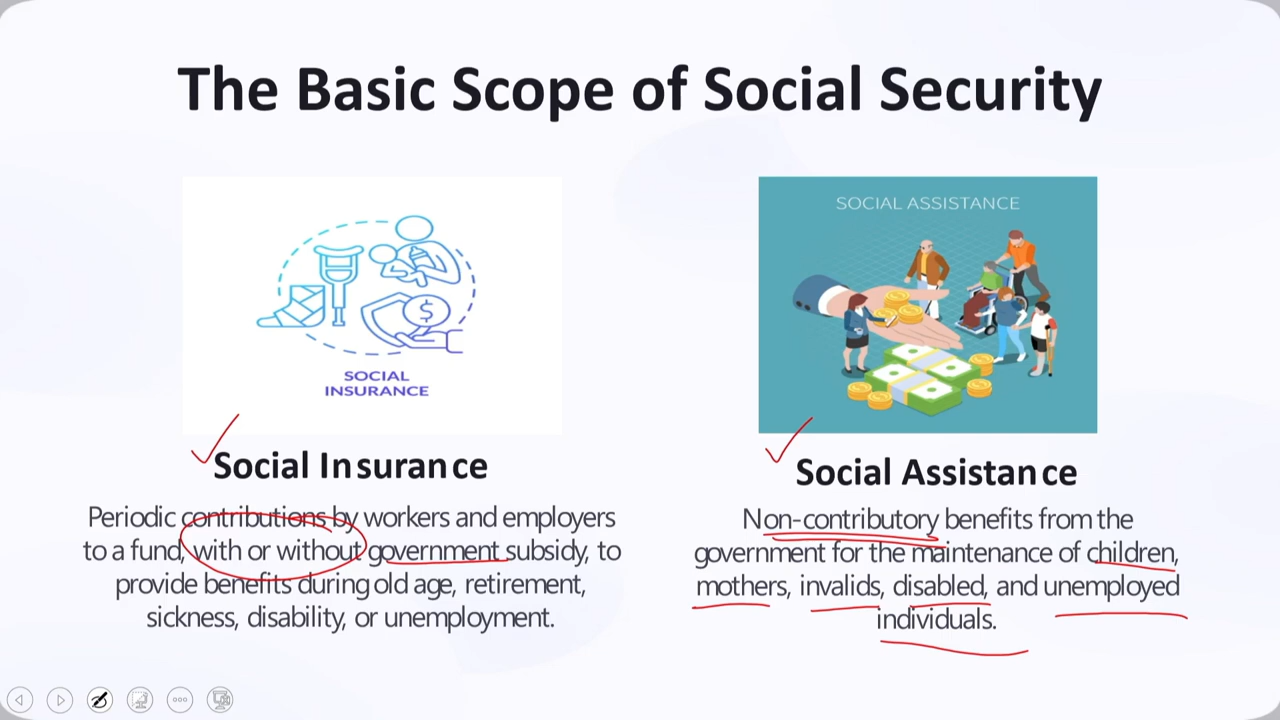 The Basic Scope of Social Security
SOCIAL
INSURANCE
Social Insurance
Periodic contributions by workers and employers
to a fund, with or without government subsidy, to
provide benefits during old age, retirement,
sickness, disability, or unemployment.
SOCIAL ASSISTANCE
Social Assistance
Non-contributory benefits from the
government for the maintenance of children,
mothers, invalids, disabled, and unemployed
individuals.